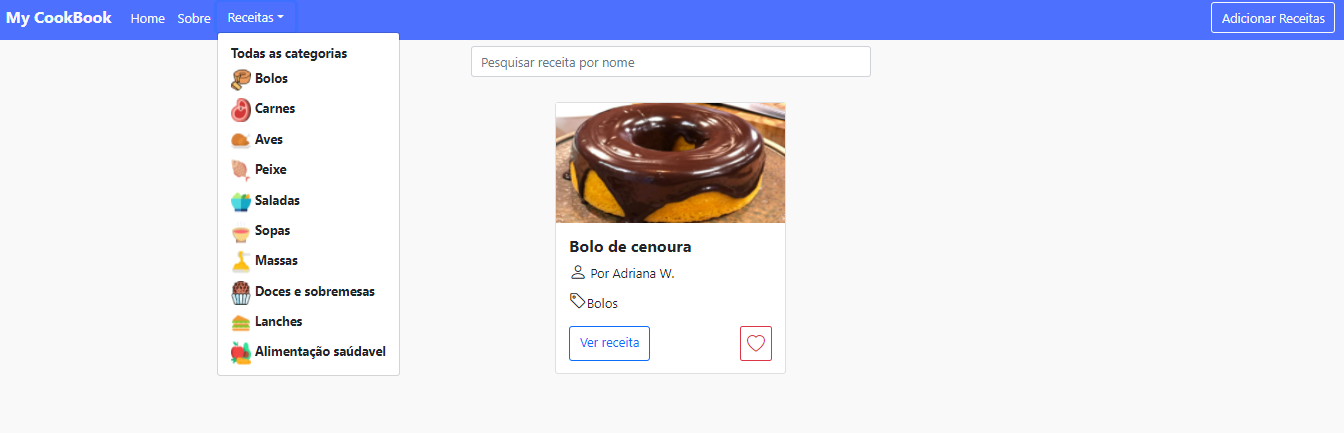 My CookBook Home Sobre Receitas Adicionar Receitas
Todas as categorias
Bolos
Carnes
Aves
Peixe
Saladas
Sopas
Massas
Doces e sobremesas
Lanches
Alimentação saúdavel
Pesquisar receita por nome
Bolo de cenoura
Por Adriana W.
Bolos
Ver receita